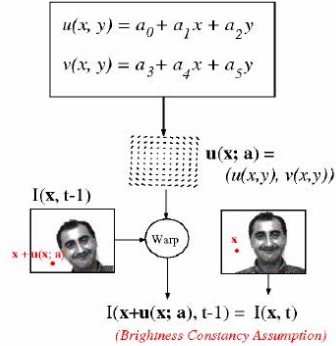 u(x, y) = a₀ + a₁x + a₂y
v(x, y) = a₃ + a₄x + a₅y
u(x; a) =
(u(x,y), v(x,y))
I(x, t-1)
x + u(x; a)
Warp
x
I(x+u(x; a), t-1) = I(x, t)
(Brightness Constancy Assumption)